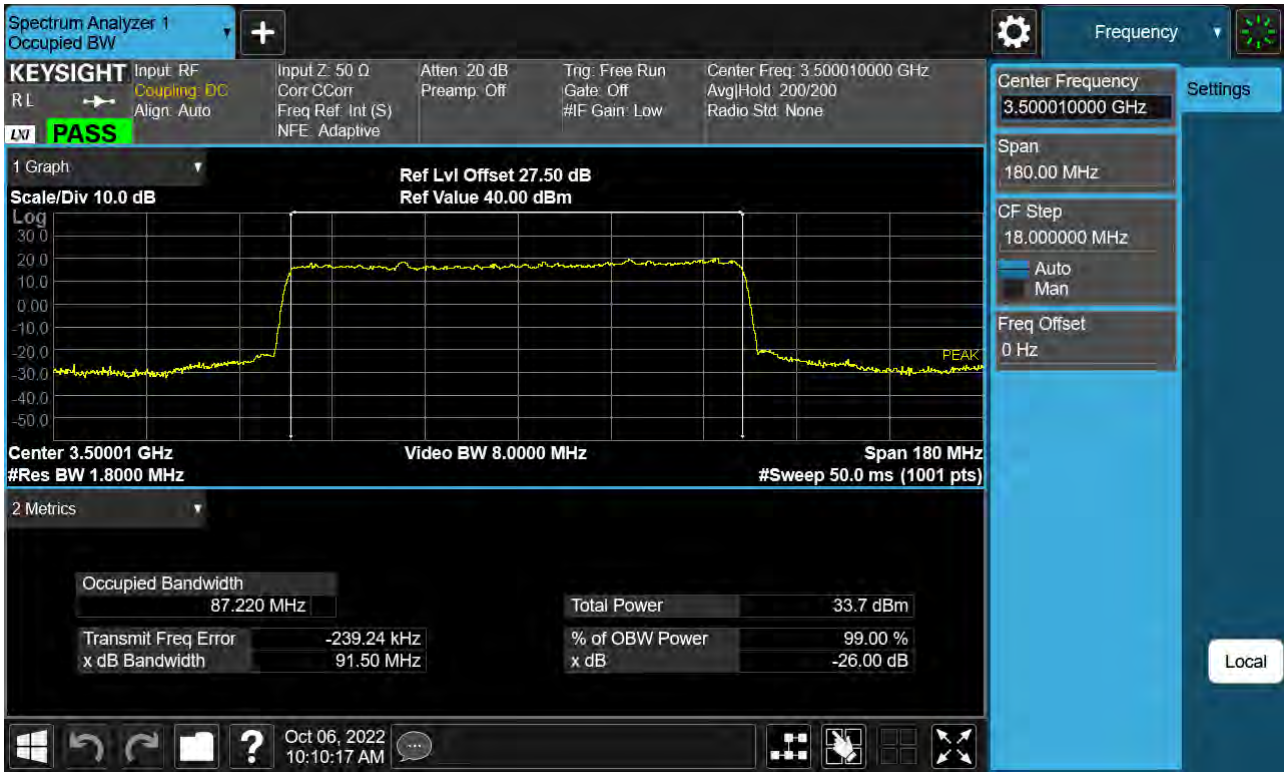 Spectrum Analyzer 1
Occupied BW
Frequency
KEYSIGHT
RL
LXI
PASS
Input: RF
Coupling: DC
Align: Auto
Input Z: 50 Ω
Corr CCorr
Freq Ref: Int (S)
NFE: Adaptive
Atten: 20 dB
Preamp: Off
Trig: Free Run
Gate: Off
#IF Gain: Low
Center Freq: 3.500010000 GHz
Avg|Hold: 200/200
Radio Std: None
Center Frequency
3.500010000 GHz
Settings
Span
180.00 MHz
CF Step
18.000000 MHz
Auto
Man
Freq Offset
0 Hz
Local
1 Graph
Scale/Div 10.0 dB
Ref Lvl Offset 27.50 dB
Ref Value 40.00 dBm
Log
30.0
20.0
10.0
0.00
-10.0
-20.0
-30.0
-40.0
-50.0
PEAK
Center 3.50001 GHz
#Res BW 1.8000 MHz
Video BW 8.0000 MHz
Span 180 MHz
#Sweep 50.0 ms (1001 pts)
2 Metrics
Occupied Bandwidth
87.220 MHz
Transmit Freq Error -239.24 kHz
x dB Bandwidth 91.50 MHz
Total Power 33.7 dBm
% of OBW Power 99.00 %
x dB -26.00 dB
Oct 06, 2022
10:10:17 AM